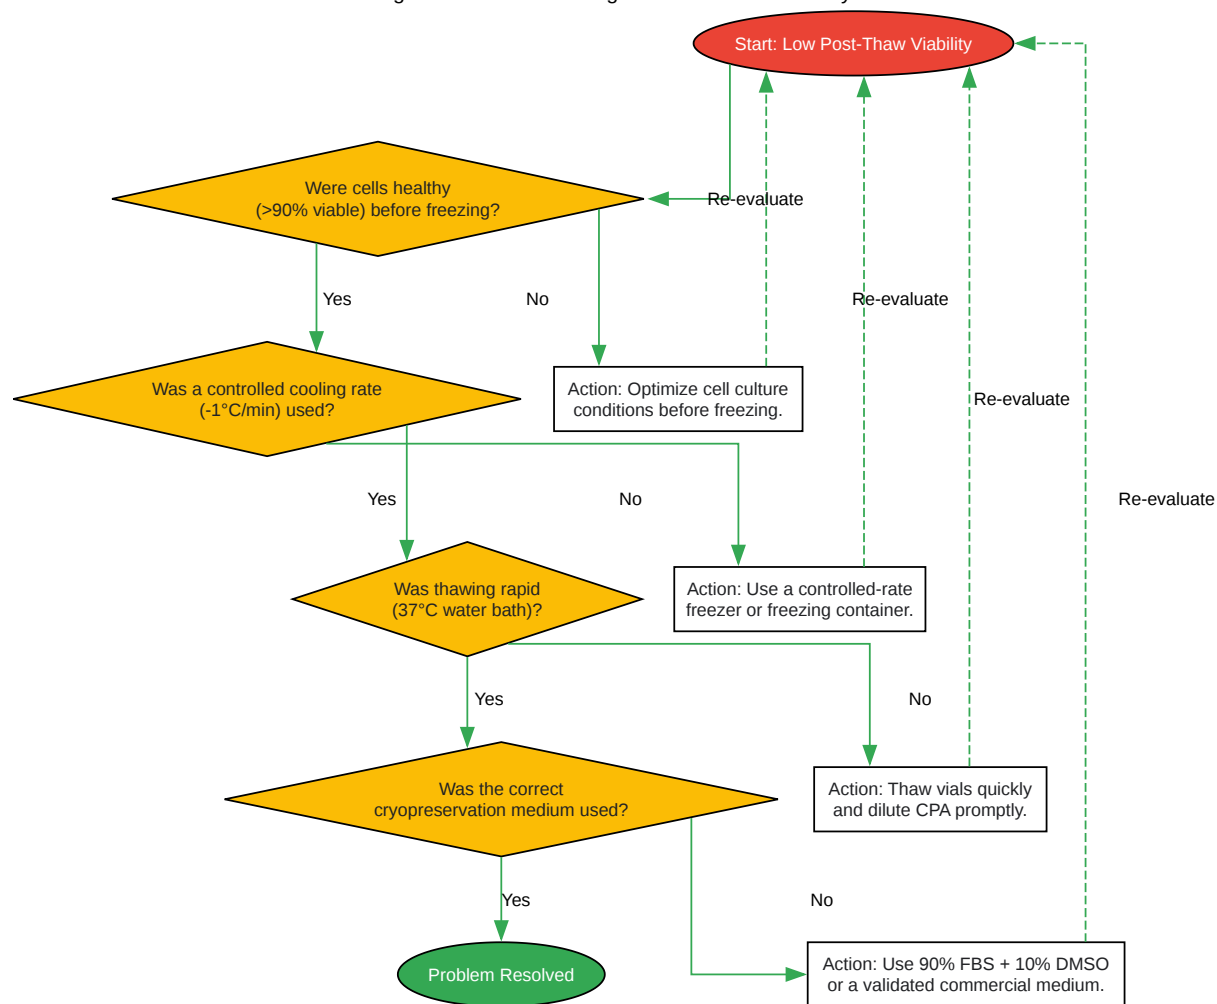 Start: Low Post-Thaw Viability
Were cells healthy
(>90% viable) before freezing?
Re-evaluate
Yes
No
Re-evaluate
Was a controlled cooling rate
(-1°C/min) used?
Action: Optimize cell culture
conditions before freezing.
Re-evaluate
Yes
No
Re-evaluate
Was thawing rapid
(37°C water bath)?
Action: Use a controlled-rate
freezer or freezing container.
Yes
No
Was the correct
cryopreservation medium used?
Action: Thaw vials quickly
and dilute CPA promptly.
Yes
No
Problem Resolved
Action: Use 90% FBS + 10% DMSO
or a validated commercial medium.